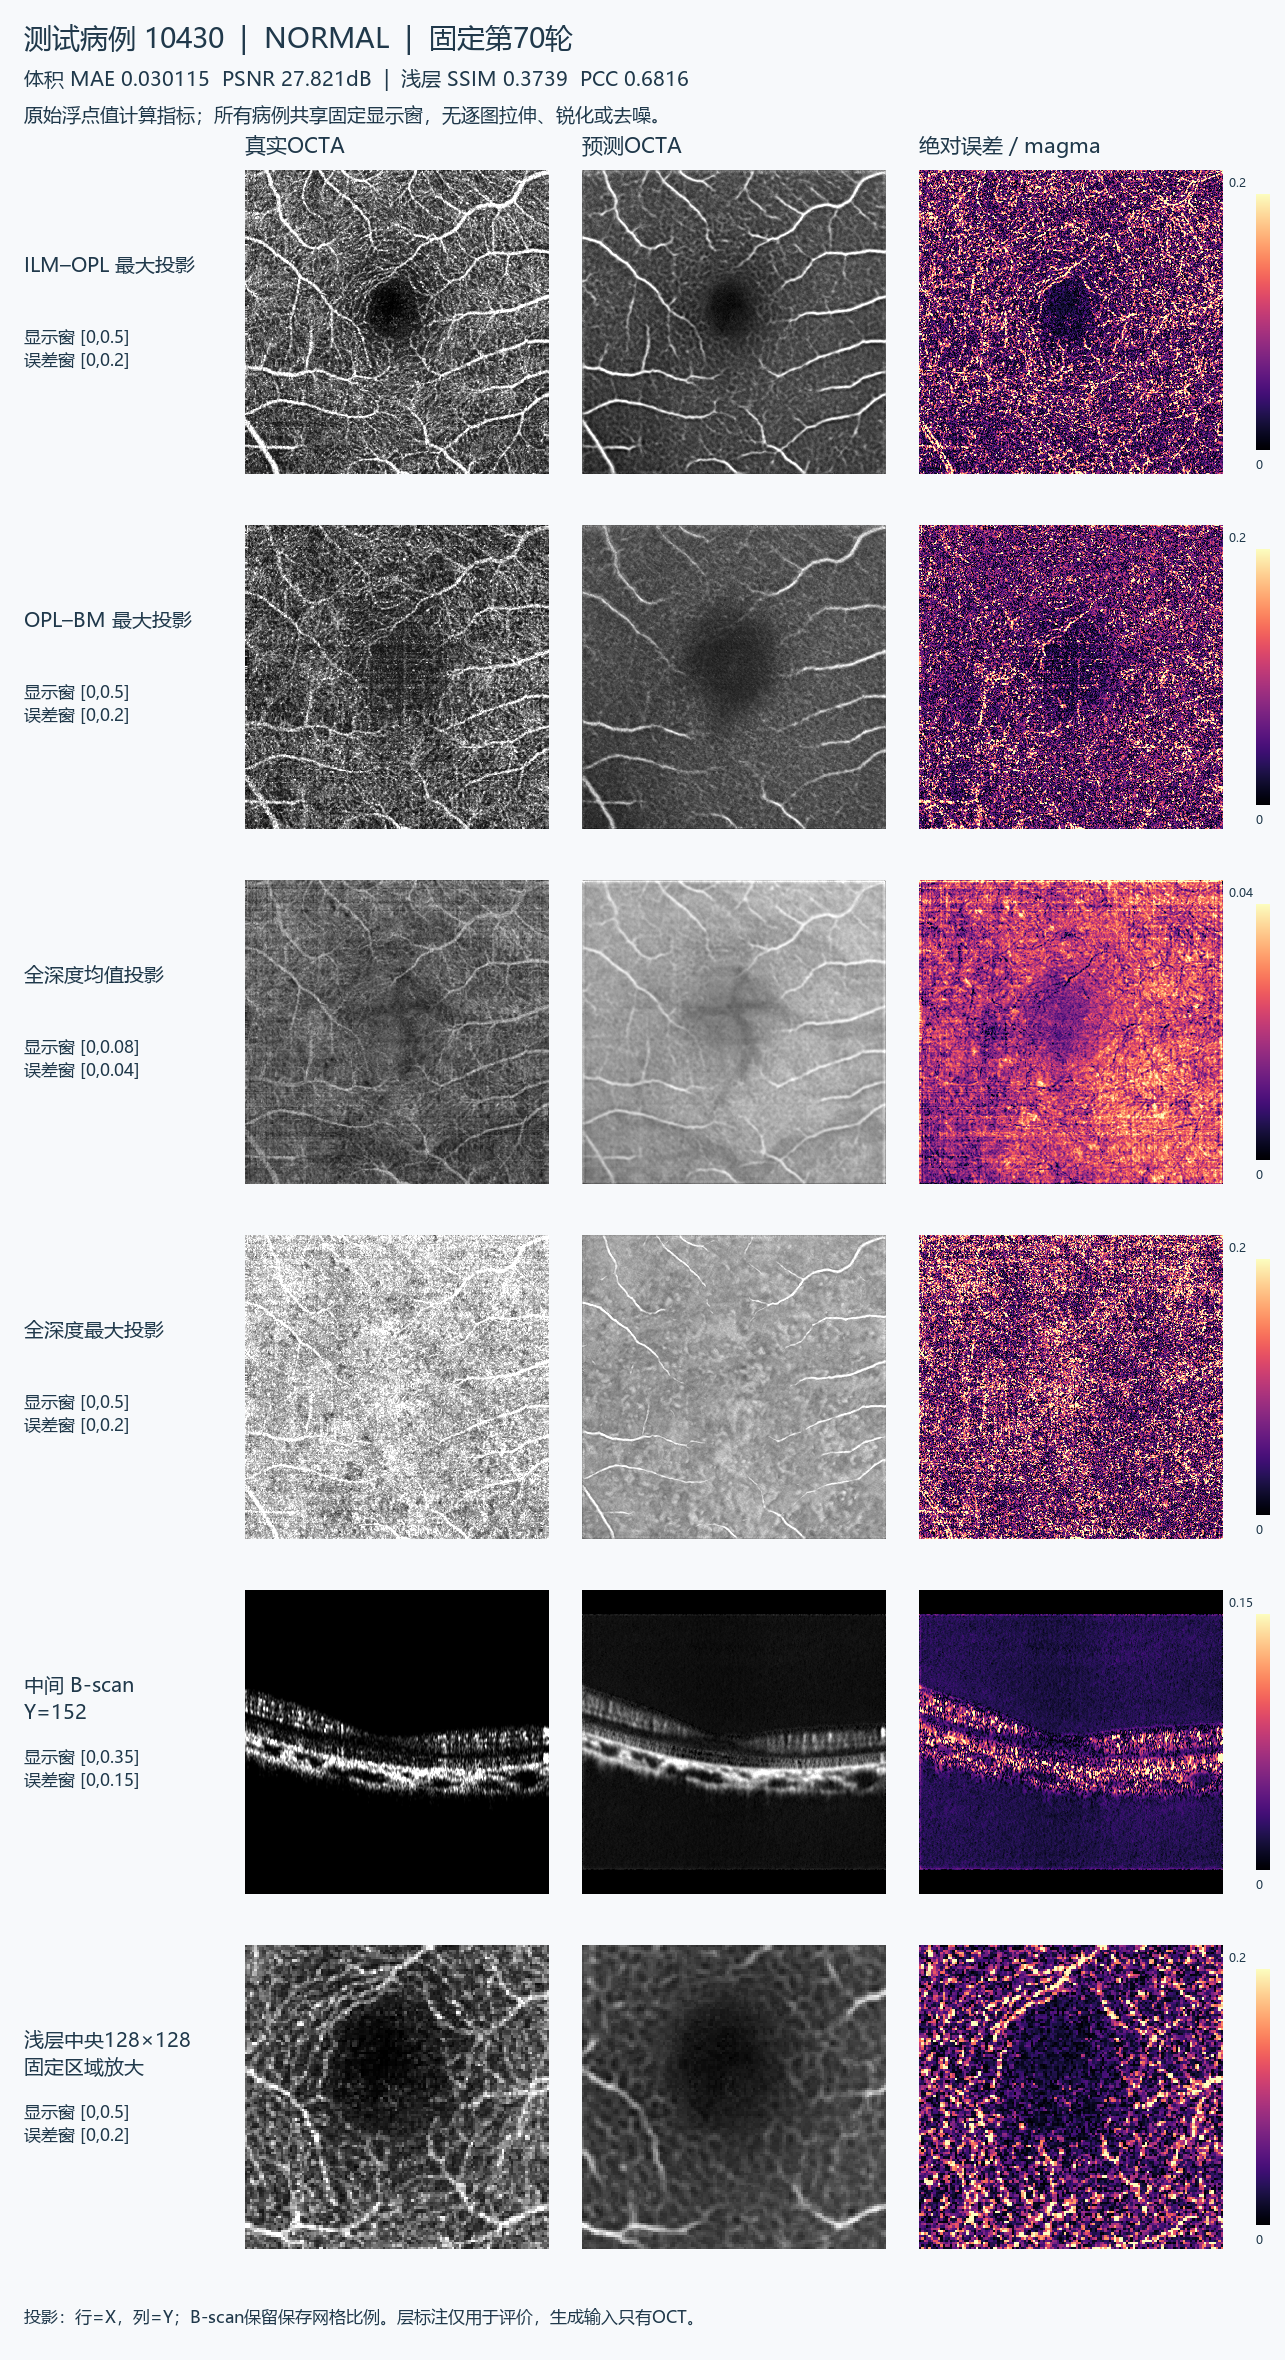 测试病例 10430 | NORMAL | 固定第70轮
体积 MAE 0.030115 PSNR 27.821dB | 浅层 SSIM 0.3739 PCC 0.6816
原始浮点值计算指标；所有病例共享固定显示窗，无逐图拉伸、锐化或去噪。
真实OCTA 预测OCTA 绝对误差 / magma
ILM–OPL 最大投影
显示窗 [0,0.5]
误差窗 [0,0.2]
0.2
0
OPL–BM 最大投影
显示窗 [0,0.5]
误差窗 [0,0.2]
0.2
0
全深度均值投影
显示窗 [0,0.08]
误差窗 [0,0.04]
0.04
0
全深度最大投影
显示窗 [0,0.5]
误差窗 [0,0.2]
0.2
0
中间 B-scan
Y=152
显示窗 [0,0.35]
误差窗 [0,0.15]
0.15
0
浅层中央128×128
固定区域放大
显示窗 [0,0.5]
误差窗 [0,0.2]
0.2
0
投影：行=X，列=Y；B-scan保留保存网格比例。层标注仅用于评价，生成输入只有OCT。